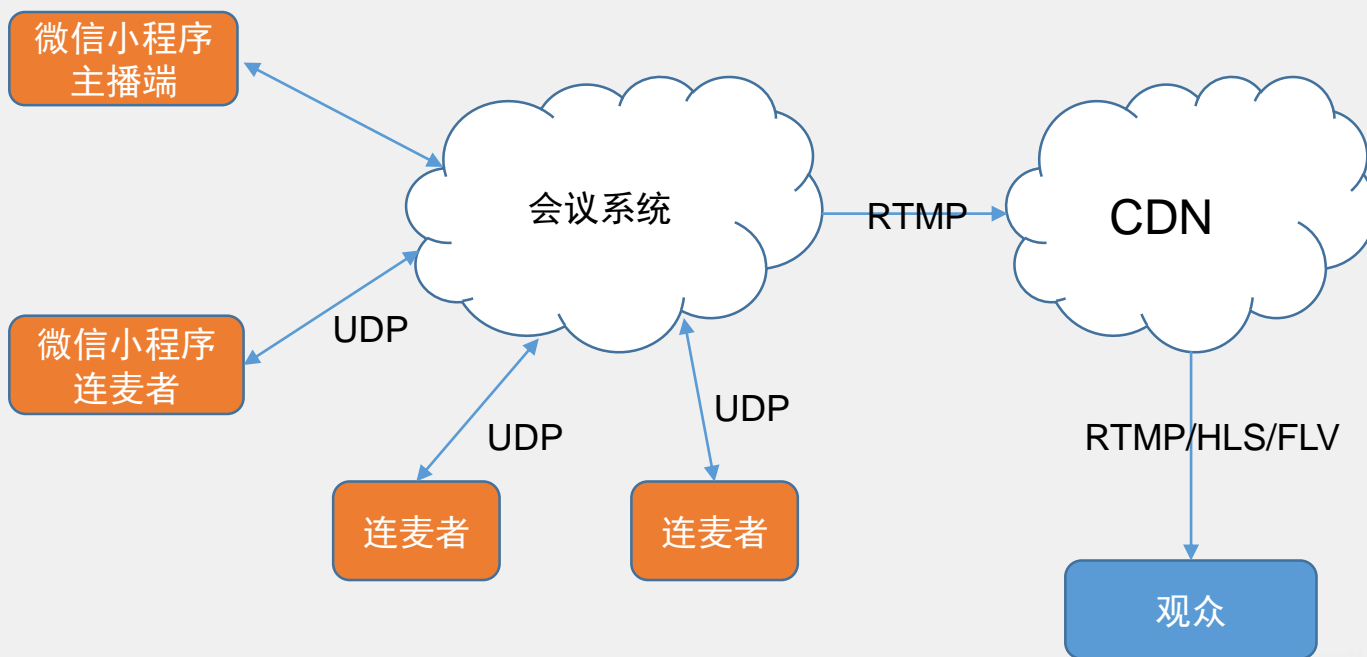 微信小程序
主播端
会议系统
RTMP
CDN
微信小程序
连麦者
UDP
UDP
UDP
RTMP/HLS/FLV
连麦者
连麦者
观众